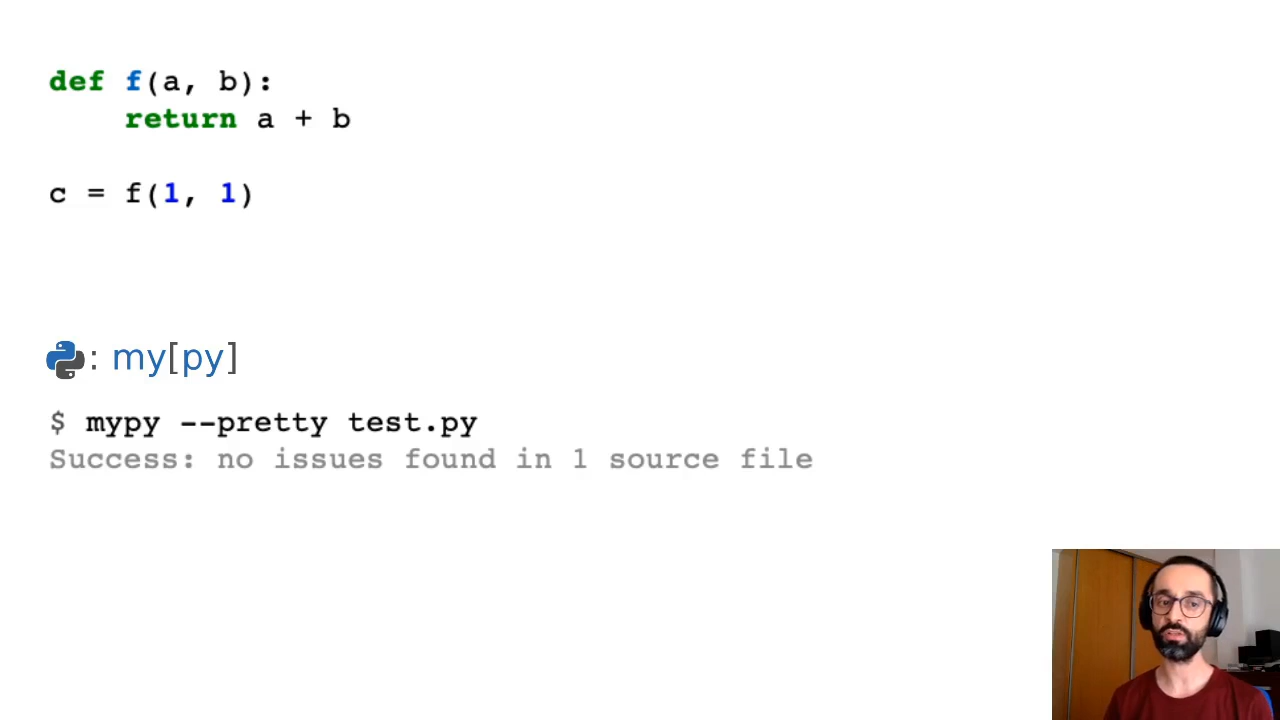 def f(a, b):
    return a + b
c = f(1, 1)
: my[py]
$ mypy --pretty test.py
Success: no issues found in 1 source file